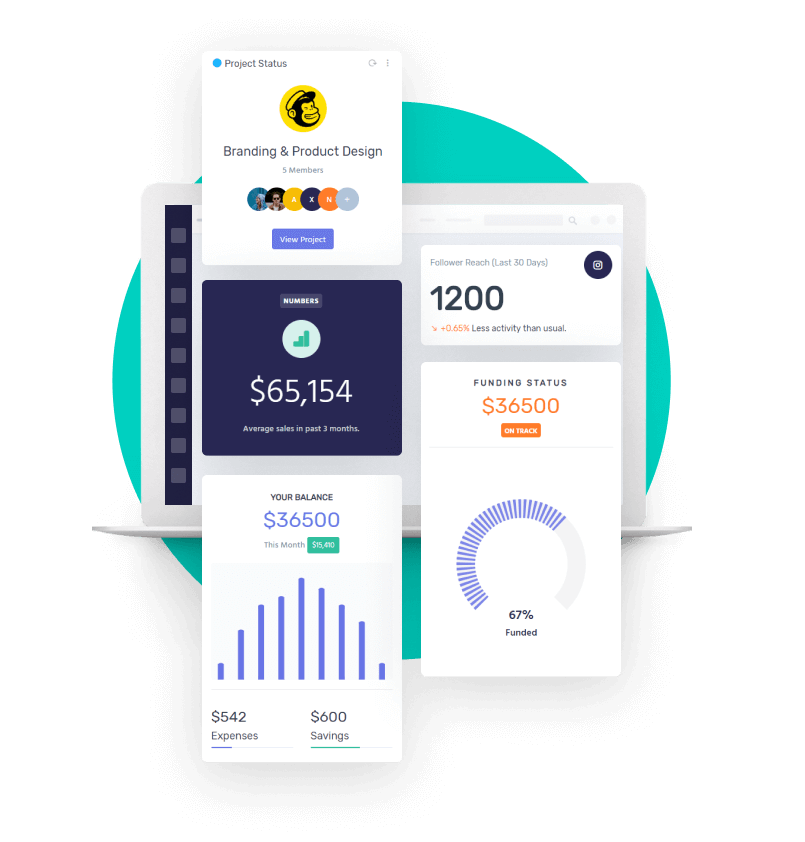 Project Status
Branding & Product Design
5 Members
A X N +
View Project
NUMBERS
$65,154
Average sales in past 3 months.
YOUR BALANCE
$36500
This Month $15,410
$542 $600
Expenses Savings
Follower Reach (Last 30 Days)
1200
↘ +0.65% Less activity than usual.
FUNDING STATUS
$36500
ON TRACK
67%
Funded